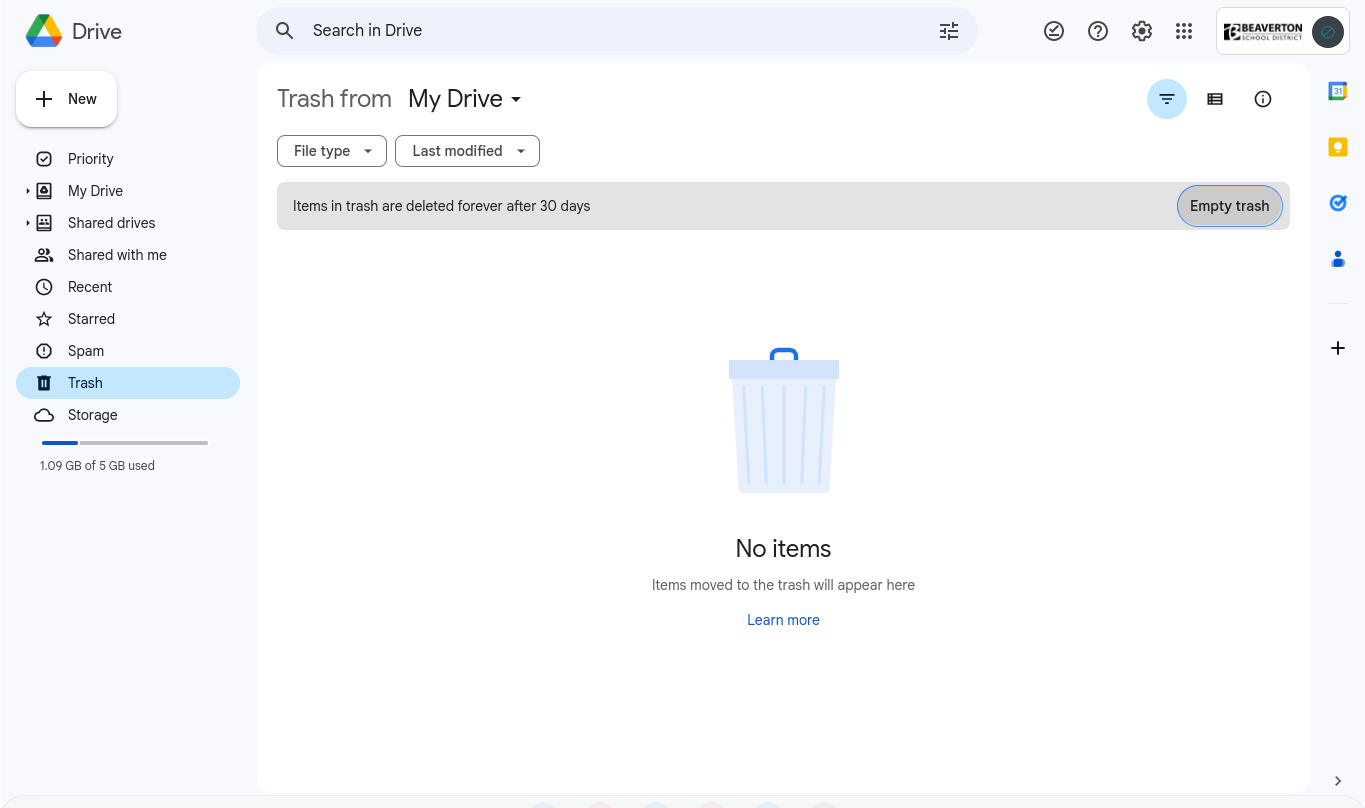 Drive
Search in Drive
BEAVERTON
SCHOOL DISTRICT
New
Trash from My Drive
File type
Last modified
Items in trash are deleted forever after 30 days
Empty trash
Priority
My Drive
Shared drives
Shared with me
Recent
Starred
Spam
Trash
Storage
1.09 GB of 5 GB used
31
No items
Items moved to the trash will appear here
Learn more